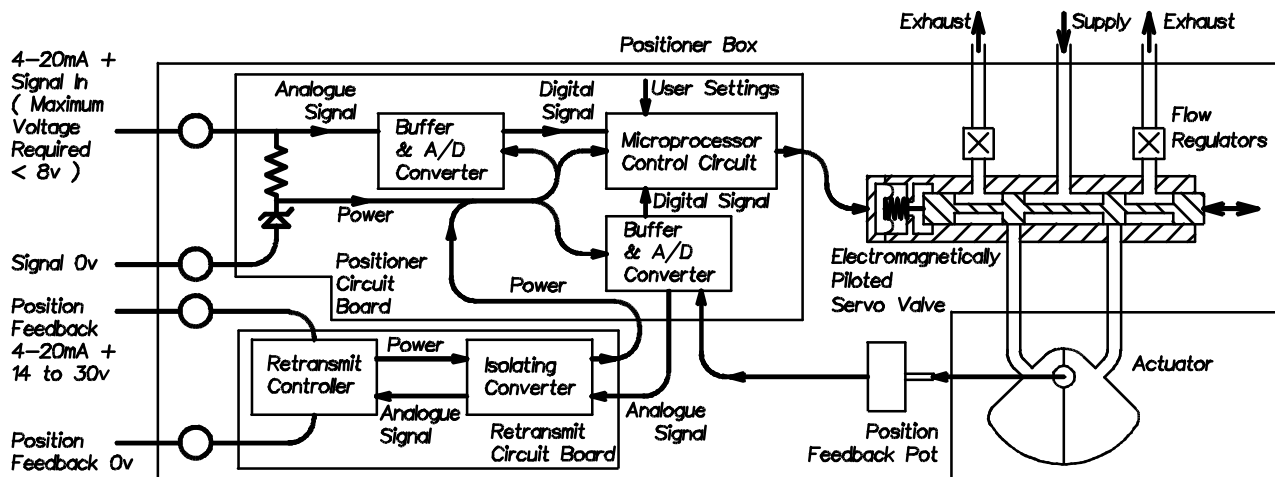 Exhaust
Supply
Exhaust
Positioner Box
4-20mA +
Signal In
( Maximum
Voltage
Required
< 8v )
Analogue
Signal
Digital
Signal
User Settings
Flow
Regulators
Buffer
& A/D
Converter
Microprocessor
Control Circuit
Power
Digital Signal
Buffer
& A/D
Converter
Signal 0v
Positioner
Circuit
Board
Power
Electromagnetically
Piloted
Servo Valve
Position
Feedback
4-20mA +
14 to 30v
Retransmit
Controller
Power
Isolating
Converter
Actuator
Analogue
Signal
Analogue
Signal
Retransmit
Circuit Board
Position
Feedback Pot
Position
Feedback 0v